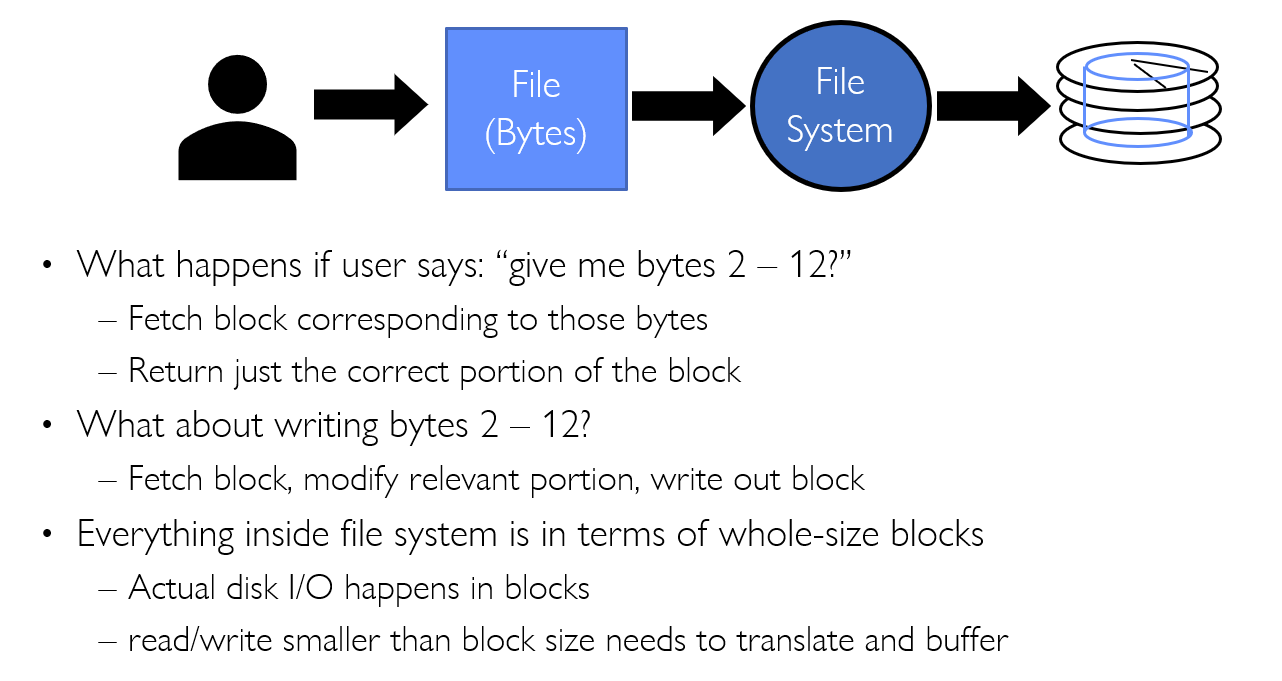 File
(Bytes)
File
System
• What happens if user says: “give me bytes 2 – 12?”
– Fetch block corresponding to those bytes
– Return just the correct portion of the block
• What about writing bytes 2 – 12?
– Fetch block, modify relevant portion, write out block
• Everything inside file system is in terms of whole-size blocks
– Actual disk I/O happens in blocks
– read/write smaller than block size needs to translate and buffer